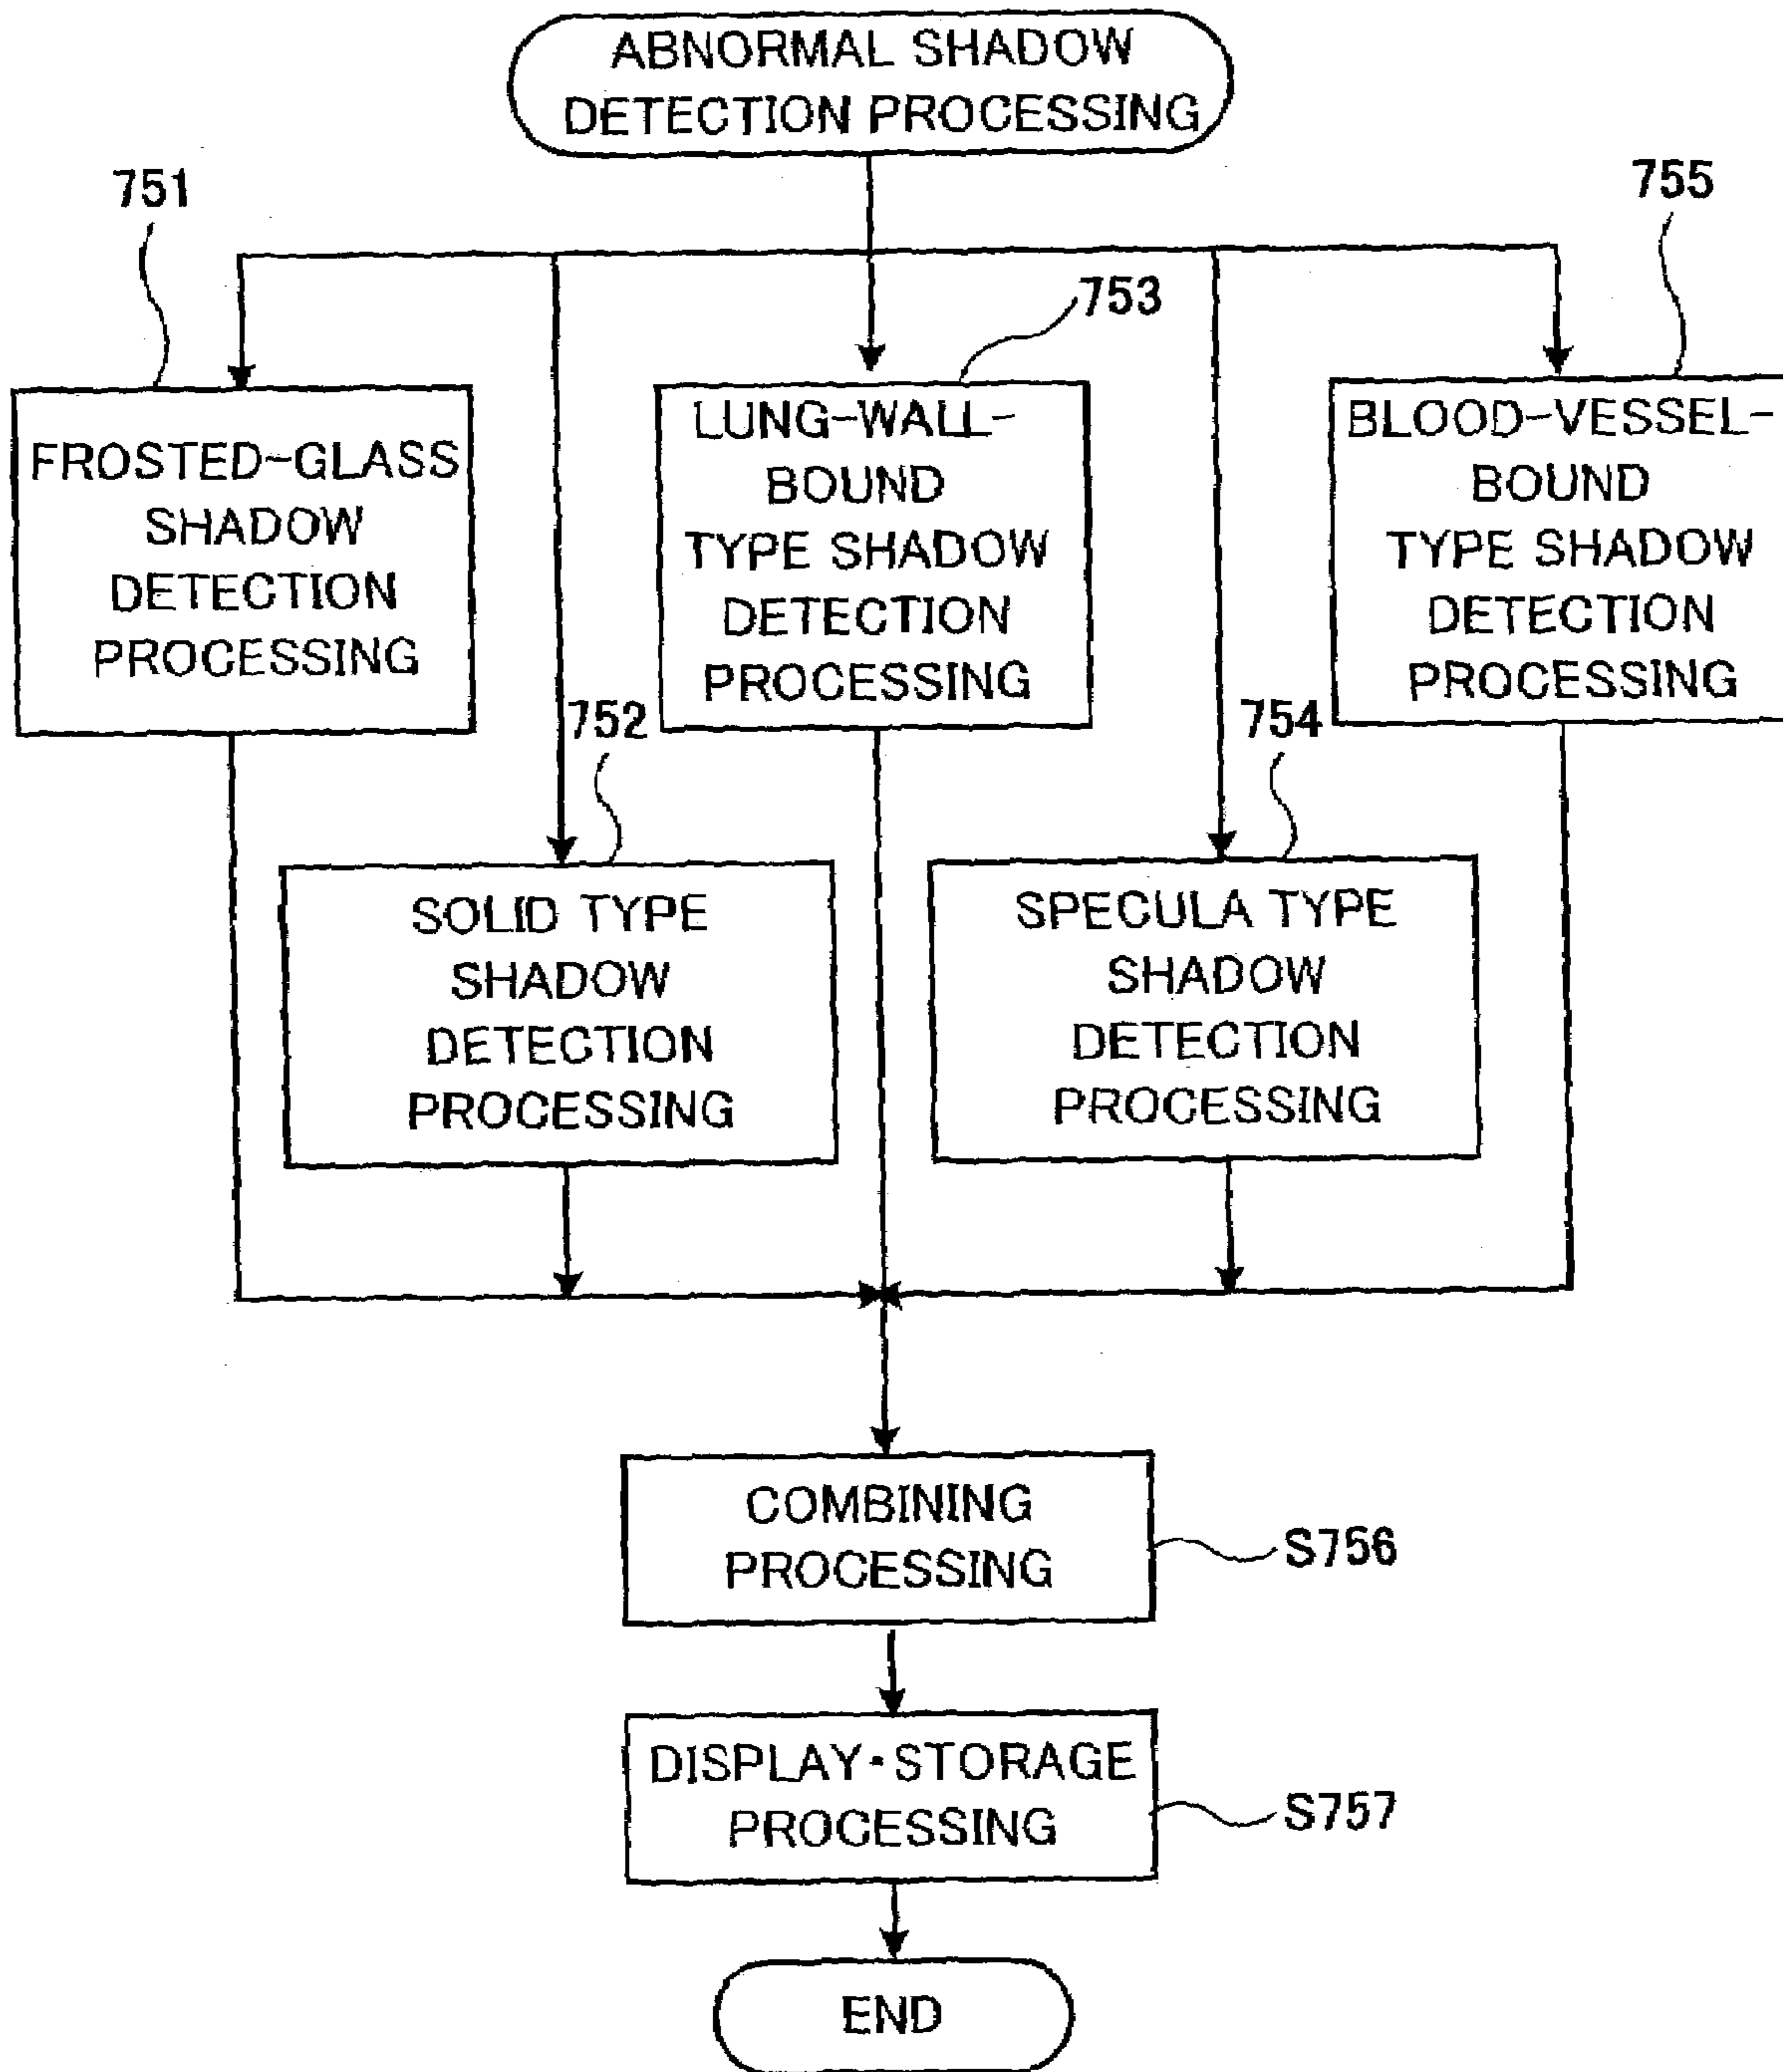 ABNORMAL SHADOW
DETECTION PROCESSING
751
755
753
FROSTED-GLASS
SHADOW
DETECTION
PROCESSING
LUNG-WALL-
BOUND
TYPE SHADOW
DETECTION
PROCESSING
BLOOD-VESSEL-
BOUND
TYPE SHADOW
DETECTION
PROCESSING
752
754
SOLID TYPE
SHADOW
DETECTION
PROCESSING
SPECULA TYPE
SHADOW
DETECTION
PROCESSING
COMBINING
PROCESSING
S756
DISPLAY・STORAGE
PROCESSING
S757
END